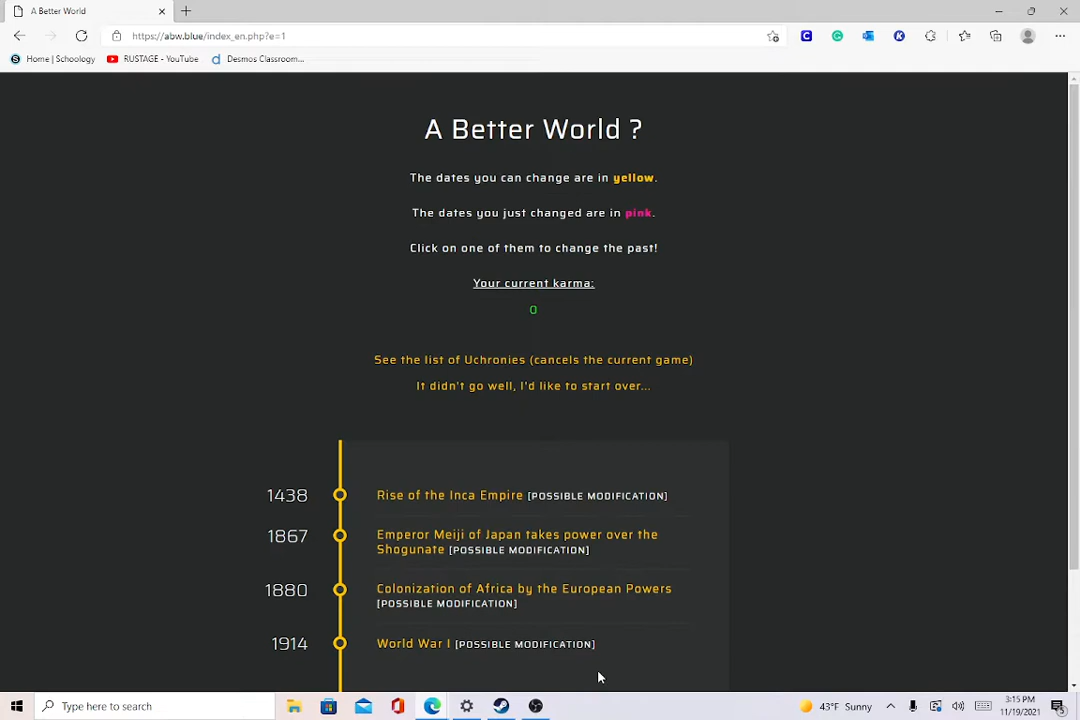 A Better World
https://abw.blue/index_en.php?e=1
Home | Schoology
RUSTAGE - YouTube
Desmos Classroom...
A Better World ?
The dates you can change are in yellow.
The dates you just changed are in pink.
Click on one of them to change the past!
Your current karma:
0
See the list of Uchronies (cancels the current game)
It didn't go well, I'd like to start over...
1438 Rise of the Inca Empire [POSSIBLE MODIFICATION]
1867 Emperor Meiji of Japan takes power over the
Shogunate [POSSIBLE MODIFICATION]
1880 Colonization of Africa by the European Powers
[POSSIBLE MODIFICATION]
1914 World War I [POSSIBLE MODIFICATION]
Type here to search
43°F Sunny
3:15 PM
11/19/2021